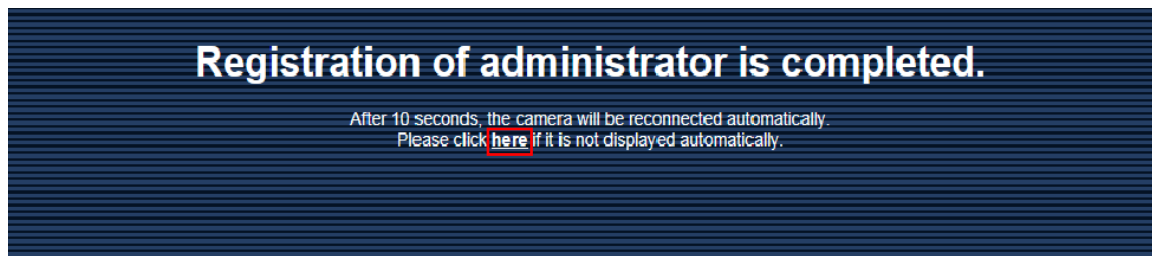 Registration of administrator is completed.
After 10 seconds, the camera will be reconnected automatically.
Please click here if it is not displayed automatically.